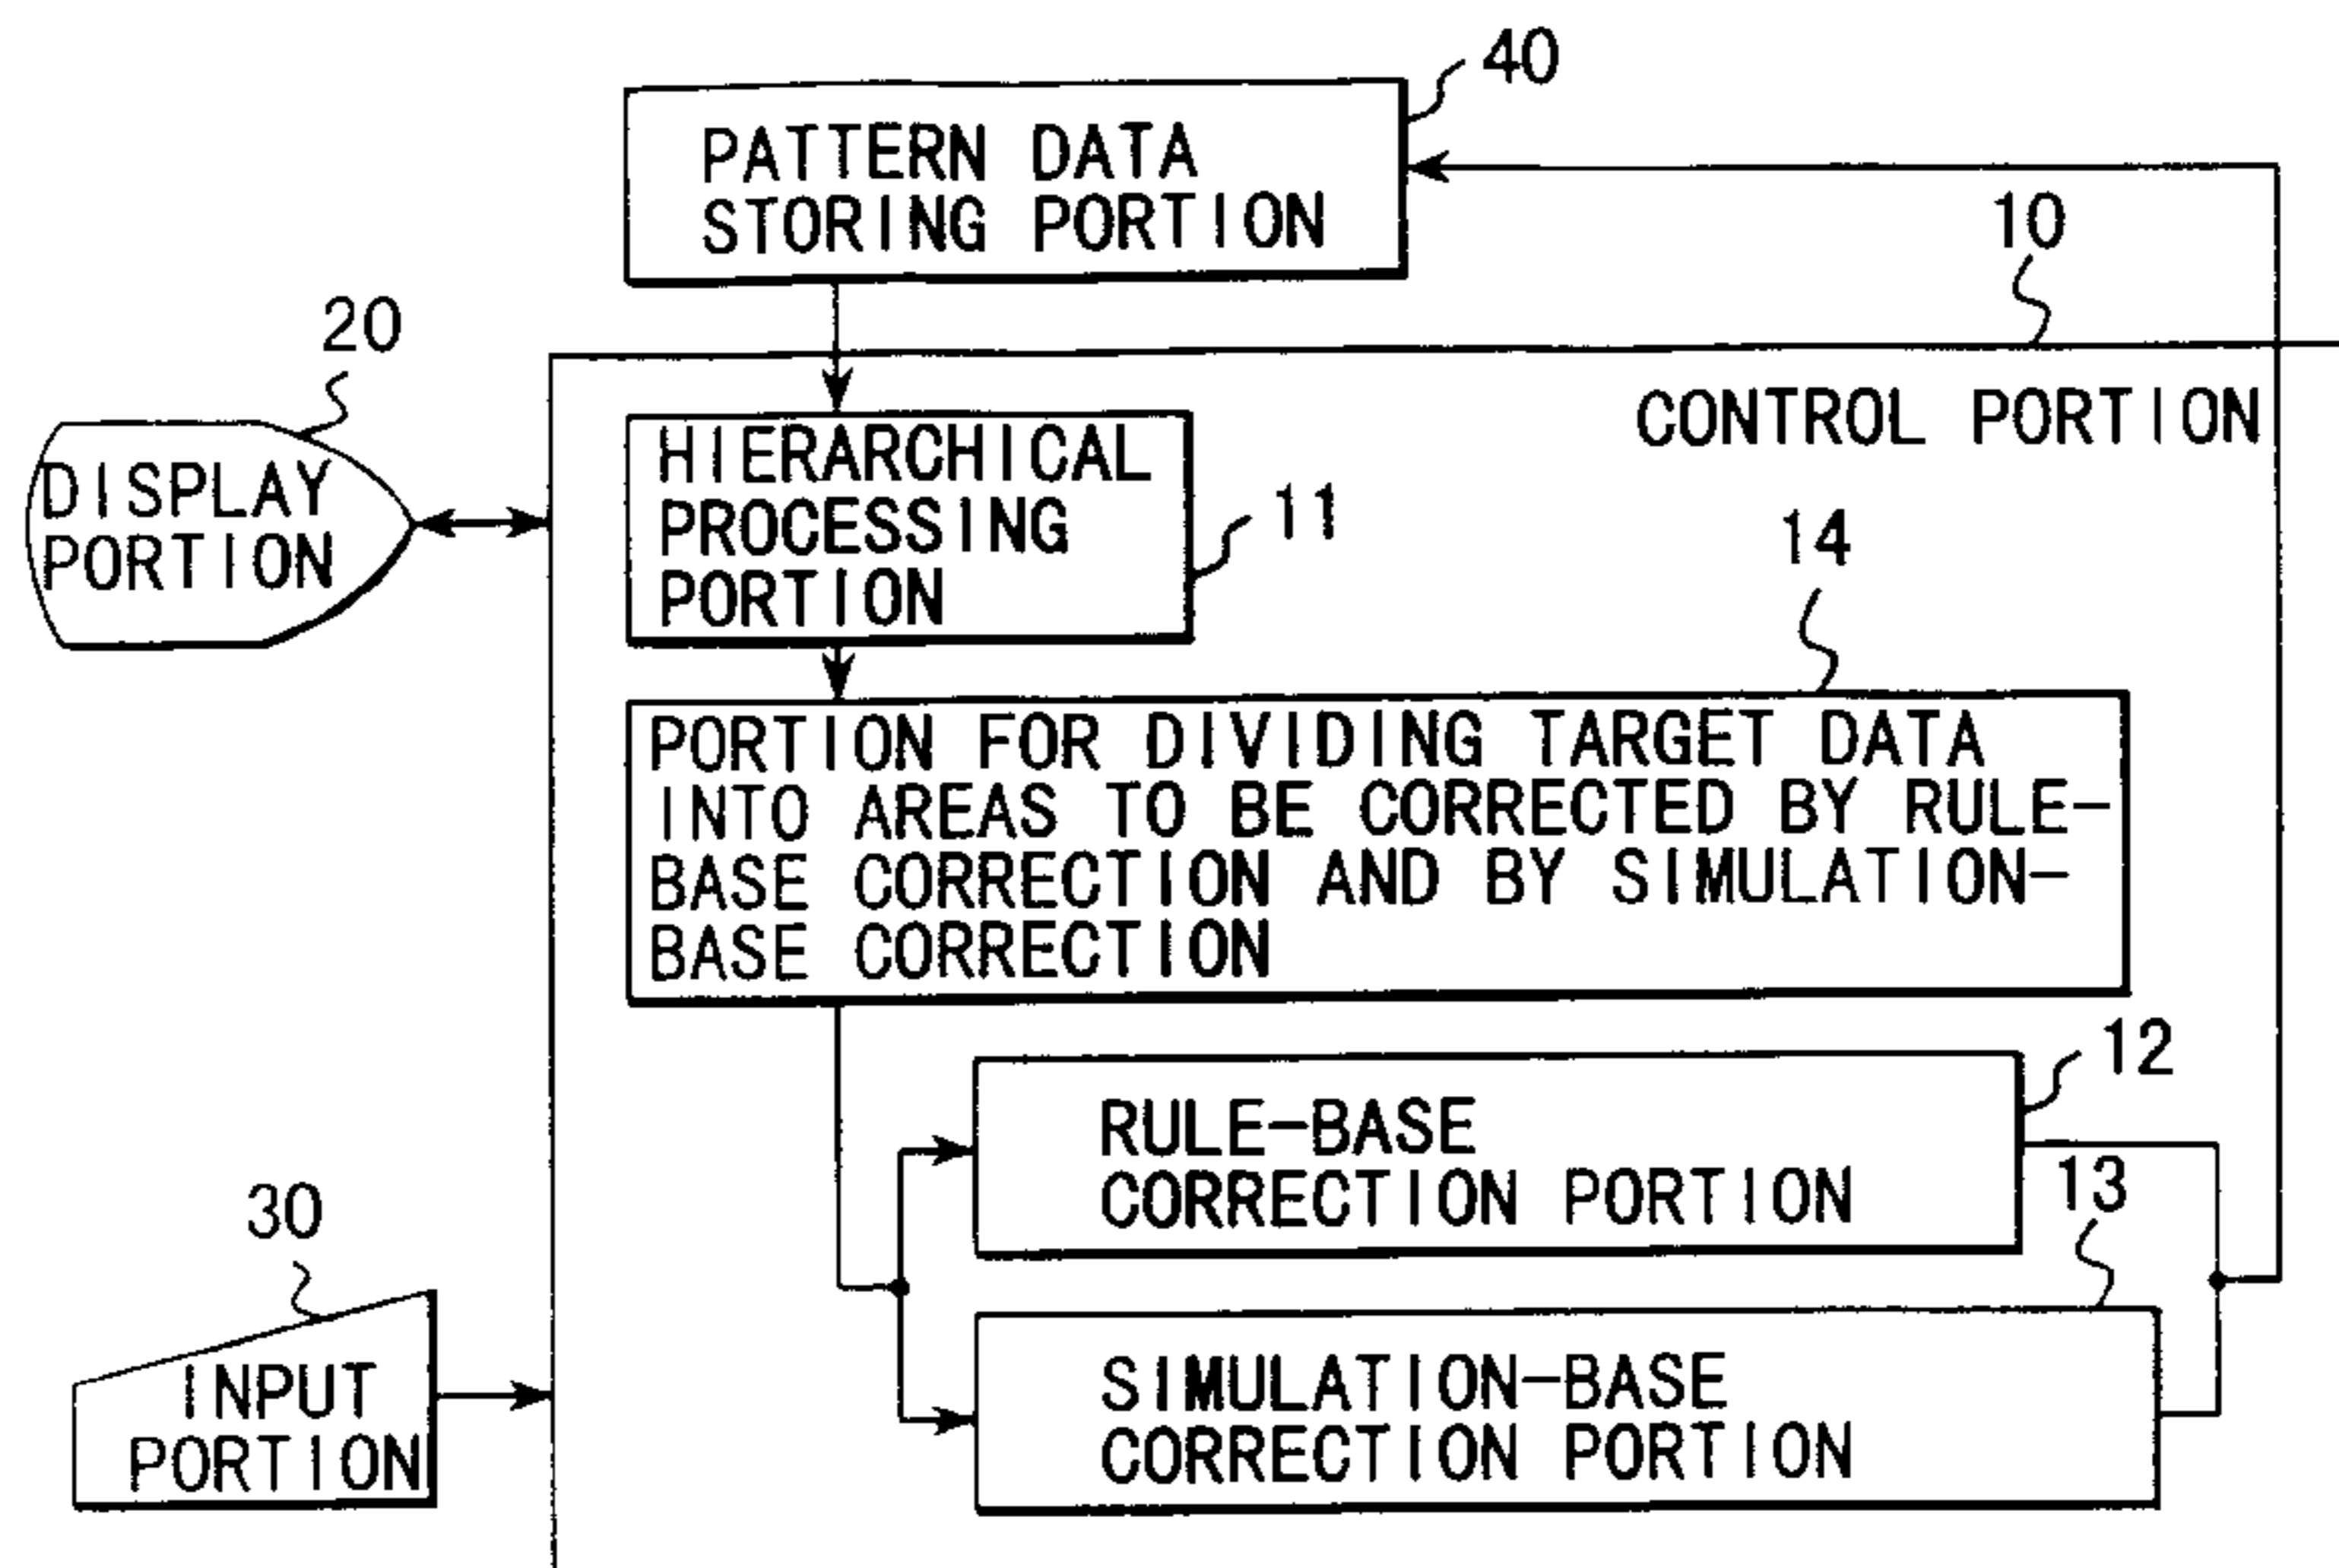 40
PATTERN DATA
STORING PORTION
10
20
CONTROL PORTION
DISPLAY
PORTION
HIERARCHICAL
PROCESSING
PORTION
11
14
PORTION FOR DIVIDING TARGET DATA
INTO AREAS TO BE CORRECTED BY RULE-
BASE CORRECTION AND BY SIMULATION-
BASE CORRECTION
12
RULE-BASE
CORRECTION PORTION
13
30
INPUT
PORTION
SIMULATION-BASE
CORRECTION PORTION